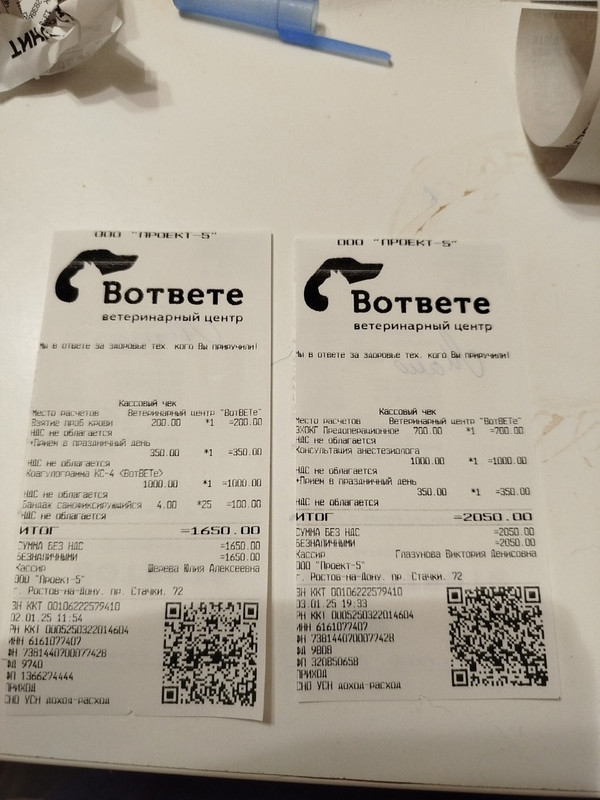 УНИТ
ООО "ПРОЕКТ-5"
Вответе
ветеринарный центр
Мы в ответе за здоровье тех, кого Вы приручили!
Кассовый чек
Место расчетов Ветеринарный центр "ВотВЕТе"
Взятие проб крови 200.00 *1 =200.00
НДС не облагается
*Прием в праздничный день
350.00 *1 =350.00
НДС не облагается
Коагулограмма КС-4 <ВотВЕТе>
1000.00 *1 =1000.00
НДС не облагается
Бандаж самофиксирующийся 4.00 *25 =100.00
НДС не облагается
ИТОГ =1650.00
СУММА БЕЗ НДС =1650.00
БЕЗНАЛИЧНЫМИ =1650.00
Кассир Шерева Юлия Алексеевна
ООО "Проект-5"
г. Ростов-на-Дону, пр. Стачки, 72
ЗН ККТ 00106222579410
02.01.25 11:54
РН ККТ 0005250322014604
ИНН 6161077407
ФН 7381440700077428
ФД 9740
ФП 1366274444
ПРИХОД
СНО УСН доход-расход
ООО "ПРОЕКТ-5"
Вответе
ветеринарный центр
Мы в ответе за здоровье тех, кого Вы приручили!
Кассовый чек
Место расчетов Ветеринарный центр "ВотВЕТе"
ЭХОКГ Предоперационное 700.00 *1 =700.00
НДС не облагается
Консультация анестезиолога
1000.00 *1 =1000.00
НДС не облагается
*Прием в праздничный день
350.00 *1 =350.00
НДС не облагается
ИТОГ =2050.00
СУММА БЕЗ НДС =2050.00
БЕЗНАЛИЧНЫМИ =2050.00
Кассир Глазунова Виктория Денисовна
ООО "Проект-5"
г. Ростов-на-Дону, пр. Стачки, 72
ЗН ККТ 00106222579410
03.01.25 19:33
РН ККТ 0005250322014604
ИНН 6161077407
ФН 7381440700077428
ФД 9808
ФП 320850658
ПРИХОД
СНО УСН доход-расход